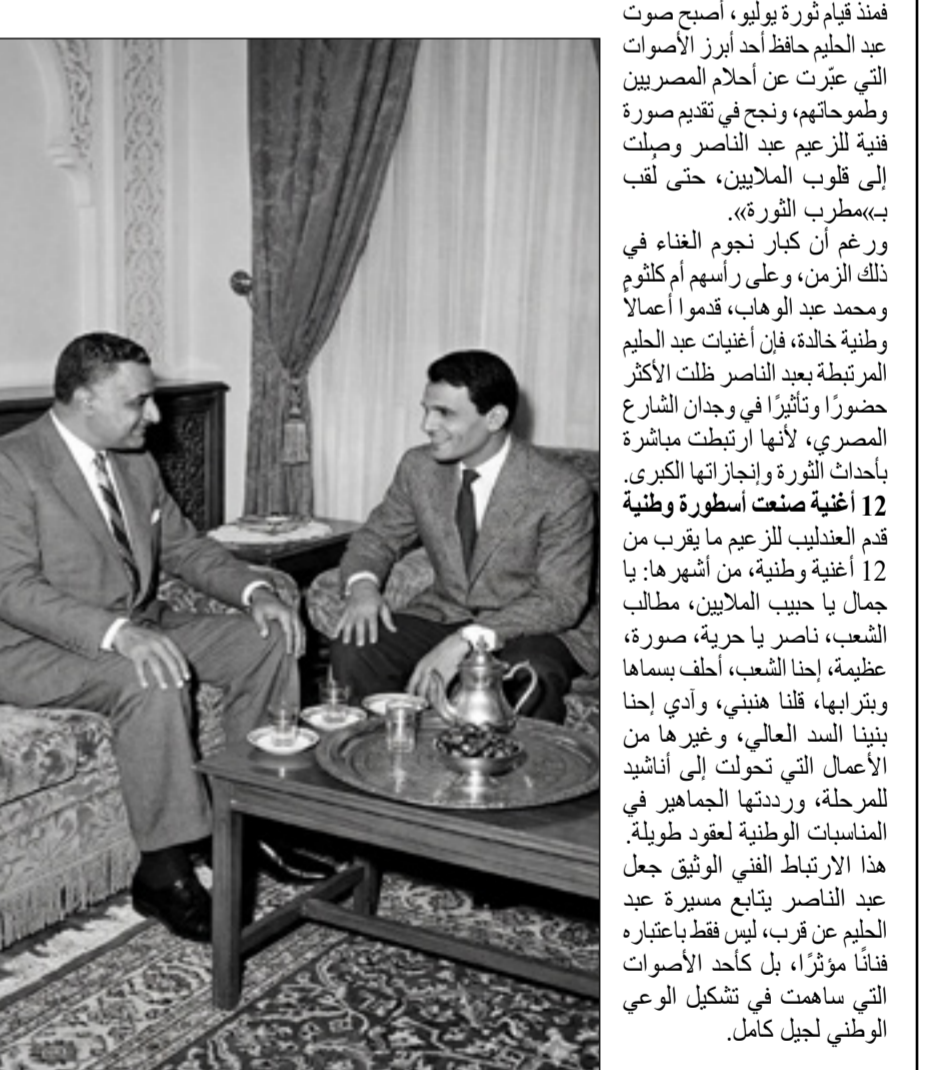 فمنذ قيام ثورة يوليو، أصبح صوت
عبد الحليم حافظ أحد أبرز الأصوات
التي عبّرت عن أحلام المصريين
وطموحاتهم، ونجح في تقديم صورة
فنية للزعيم عبد الناصر وصلت
إلى قلوب الملايين، حتى لُقب
بـ»مطرب الثورة«.
ورغم أن كبار نجوم الغناء في
ذلك الزمن، وعلى رأسهم أم كلثوم
ومحمد عبد الوهاب، قدموا أعمالاً
وطنية خالدة، فإن أغنيات عبد الحليم
المرتبطة بعبد الناصر ظلت الأكثر
حضورًا وتأثيرًا في وجدان الشارع
المصري، لأنها ارتبطت مباشرة
بأحداث الثورة وإنجازاتها الكبرى.
12 أغنية صنعت أسطورة وطنية
قدم العندليب للزعيم ما يقرب من
12 أغنية وطنية، من أشهرها: يا
جمال يا حبيب الملايين، مطالب
الشعب، ناصر يا حرية، صورة،
عظيمة، إحنا الشعب، أحلف بسماها
وبترابها، قلنا هنبني، وآدي إحنا
بنينا السد العالي، وغيرها من
الأعمال التي تحولت إلى أناشيد
للمرحلة، ورددتها الجماهير في
المناسبات الوطنية لعقود طويلة.
هذا الارتباط الفني الوثيق جعل
عبد الناصر يتابع مسيرة عبد
الحليم عن قرب، ليس فقط باعتباره
فنانًا مؤثرًا، بل كأحد الأصوات
التي ساهمت في تشكيل الوعي
الوطني لجيل كامل.